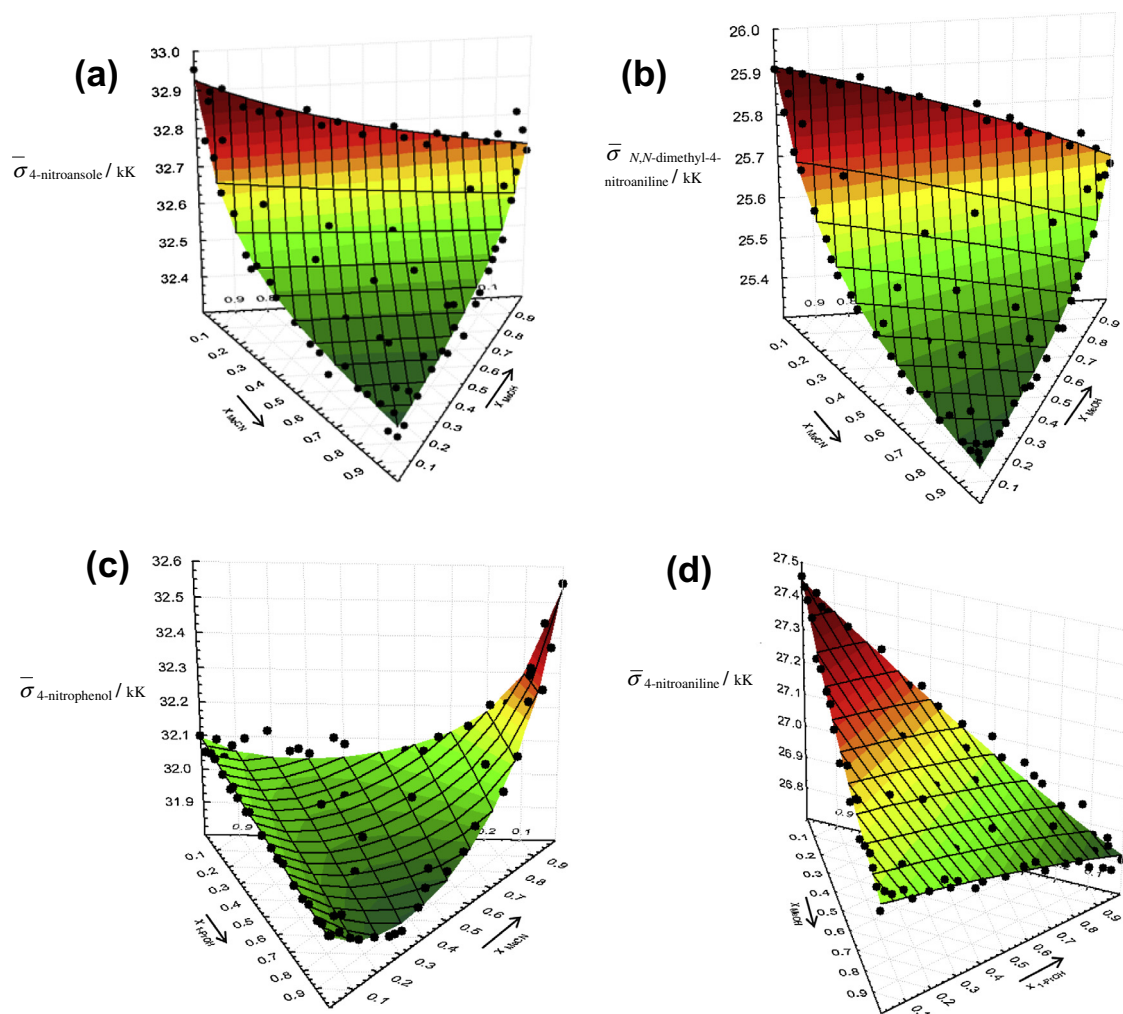 (a)
33.0
32.9
32.8
32.7
32.6
32.5
32.4
σ̅ 4-nitroansole / kK
0.9 0.8 0.1
0.1 0.2 0.3 0.4 0.5 0.6 0.7 0.8 0.9
X MeCN
0.1 0.2 0.3 0.4 0.5 0.6 0.7 0.8 0.9
X MeOH
(b)
26.0
25.9
25.8
25.7
25.6
25.5
25.4
σ̅ N,N-dimethyl-4-
nitroaniline / kK
0.9 0.8 0.1
0.1 0.2 0.3 0.4 0.5 0.6 0.7 0.8 0.9
X MeCN
0.1 0.2 0.3 0.4 0.5 0.6 0.7 0.8 0.9
X MeOH
(c)
32.6
32.5
32.4
32.3
32.2
32.1
32.0
31.9
σ̅ 4-nitrophenol / kK
0.9 0.2 0.1
0.1 0.2 0.3 0.4 0.5 0.6 0.7 0.8 0.9
X 1-PrOH
0.1 0.2 0.3 0.4 0.5 0.6 0.7 0.8 0.9
X MeCN
(d)
27.5
27.4
27.3
27.2
27.1
27.0
26.9
26.8
σ̅ 4-nitroaniline / kK
0.1
0.1 0.2 0.3 0.4 0.5 0.6 0.7 0.8 0.9
X MeOH
0.1 0.2 0.3 0.4 0.5 0.6 0.7 0.8 0.9
X 1-PrOH